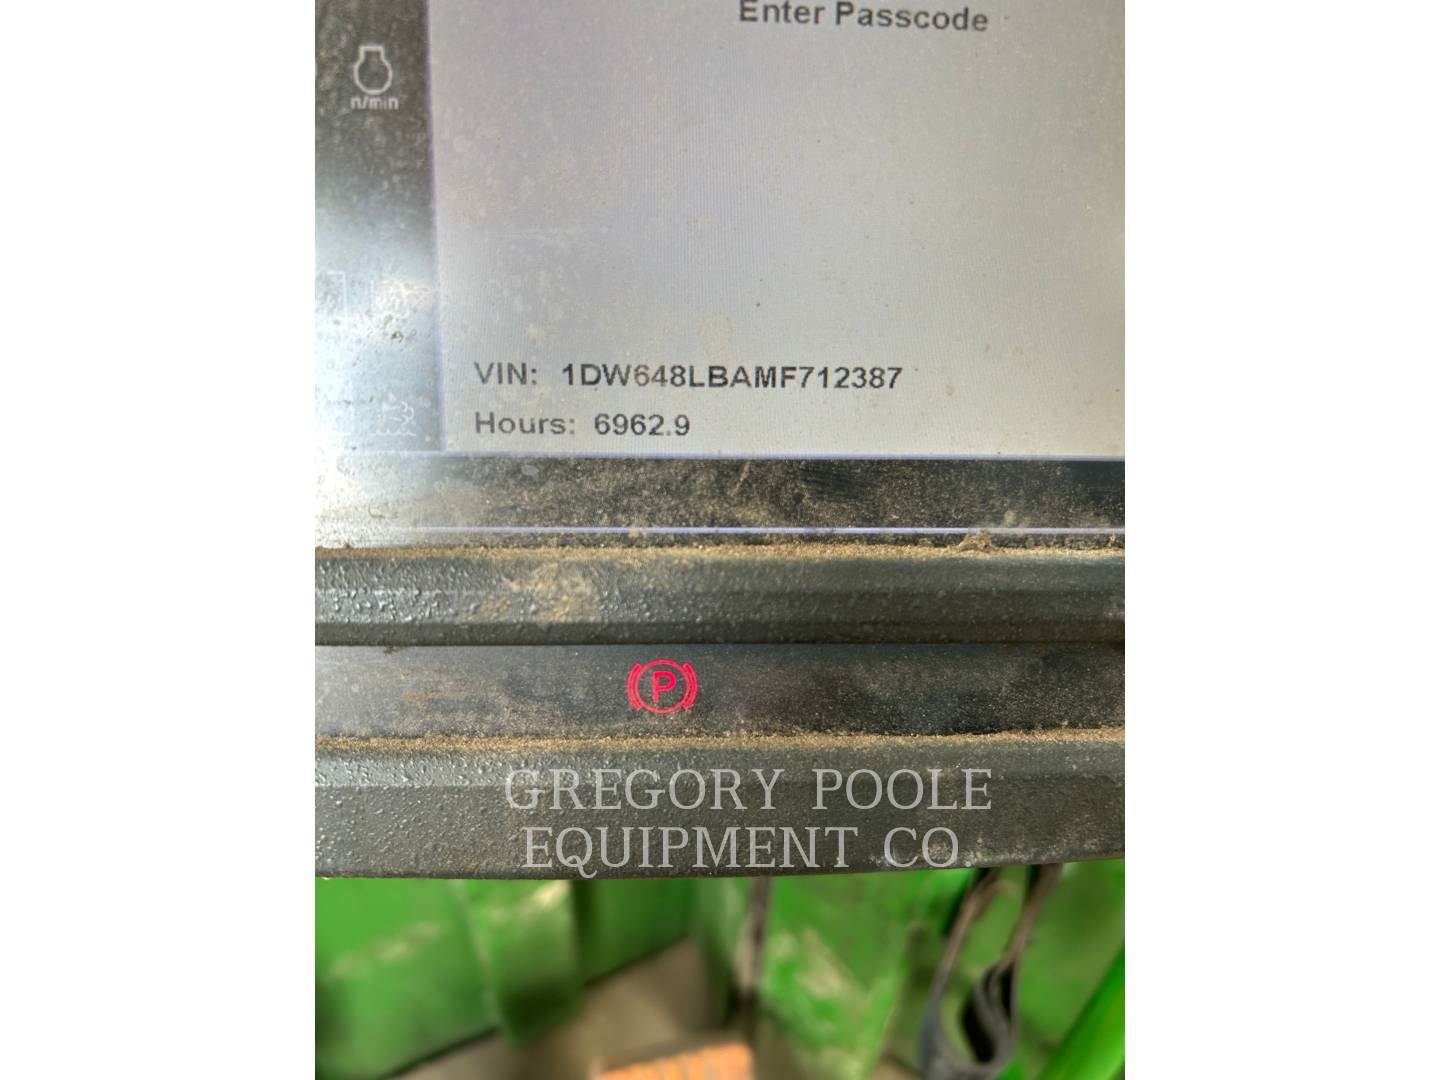 Enter Passcode
n/min
VIN: 1DW648LBAMF712387
Hours: 6962.9
P
GREGORY POOLE
EQUIPMENT CO.